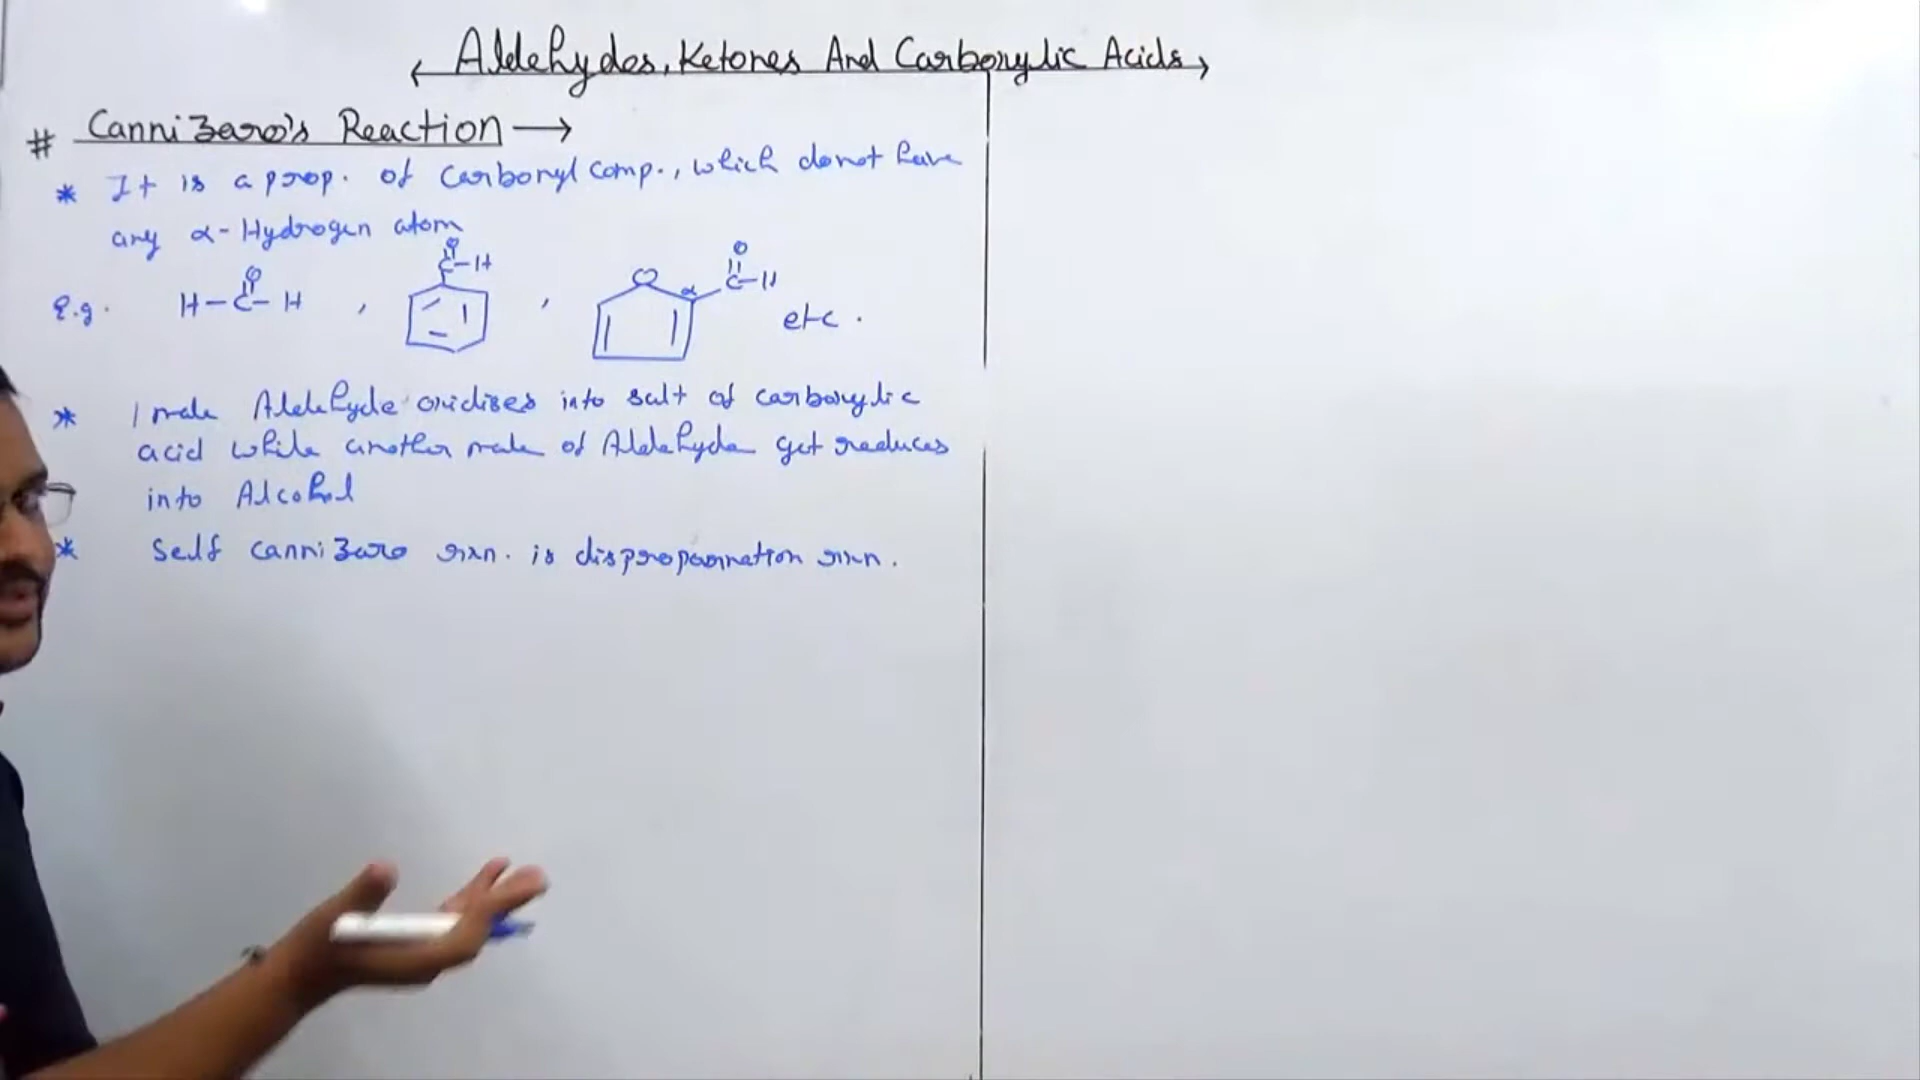 Aldehydes, Ketones And Carboxylic Acids
# Cannizaro's Reaction →
* It is a prop. of Carbonyl comp., which donot have
any α-Hydrogen atom
E.g. H-C-H , C-H , C-H etc.
O O O O α
* 1 mole Aldehyde oxidises into salt of carboxylic
acid while another mole of Aldehyde get reduces
into Alcohol
* Self cannizaro rxn. is disproporination rxn.